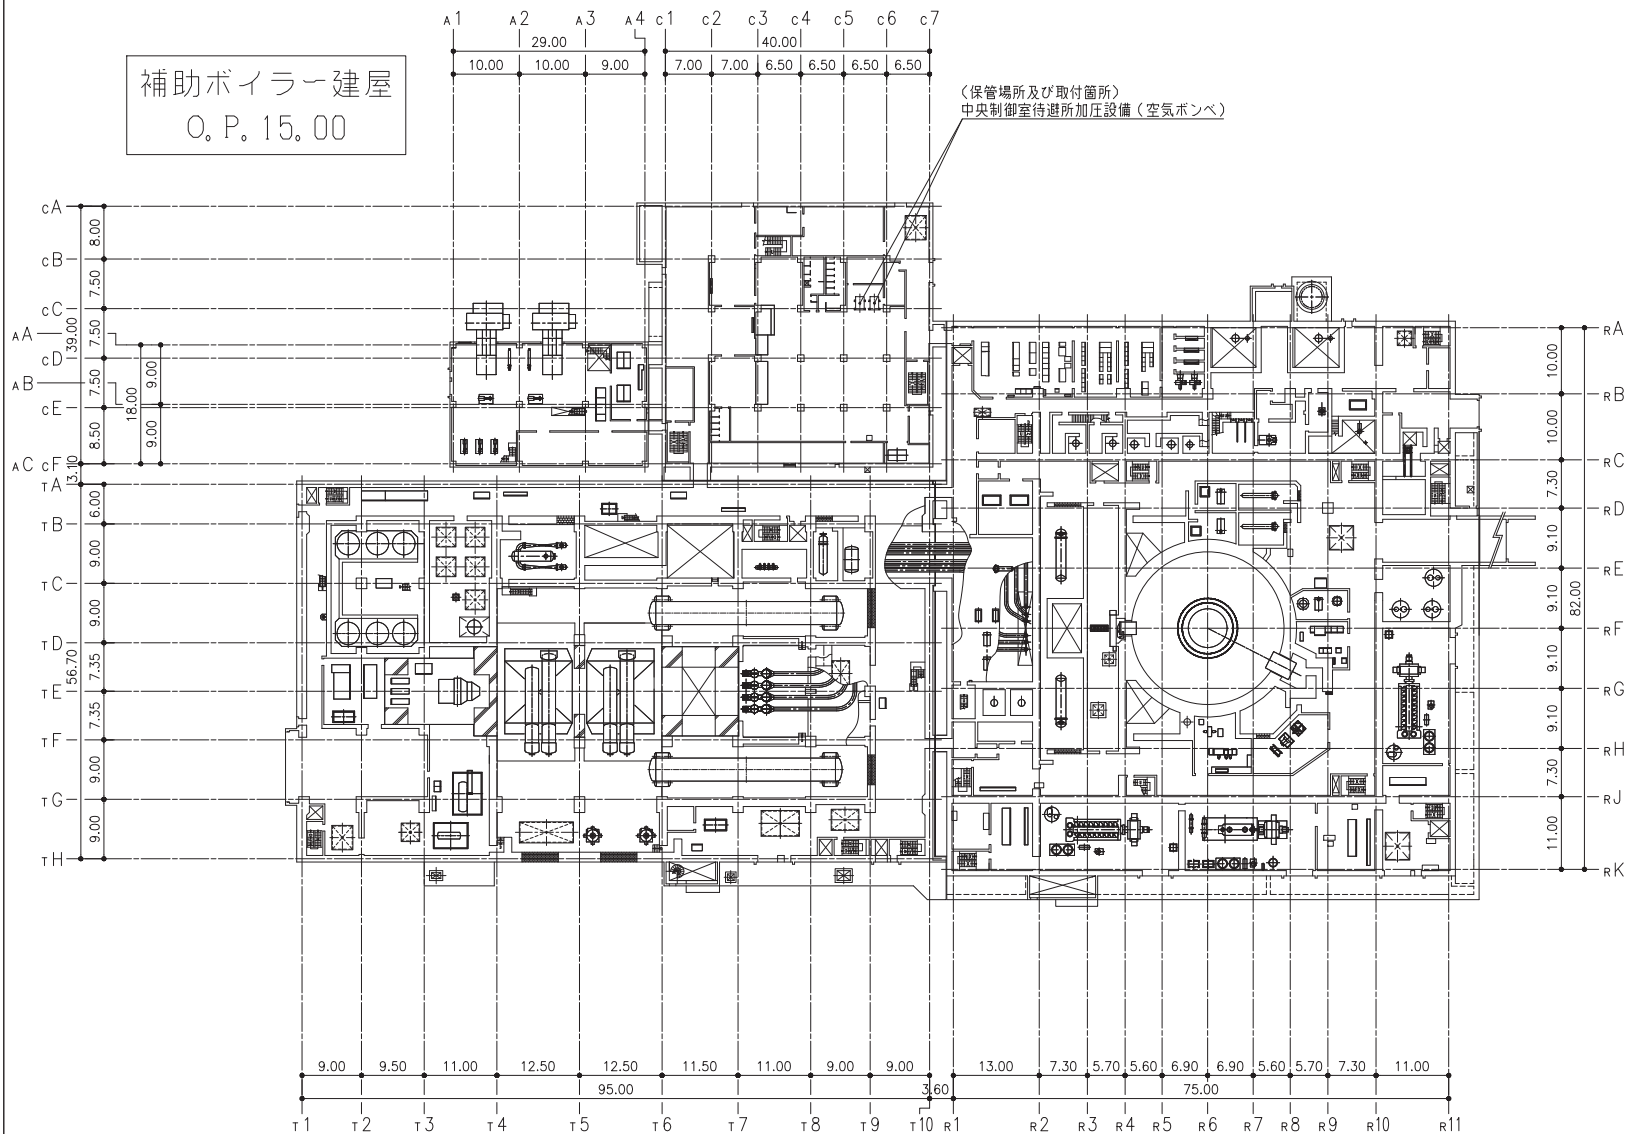 A1 A2 A3 A4 C1 C2 C3 C4 C5 C6 C7
29.00 40.00
10.00 10.00 9.00 7.00 7.00 6.50 6.50 6.50 6.50
補助ボイラー建屋
O.P.15.00
(保管場所及び取付箇所)
中央制御室待避所加圧設備(空気ボンベ)
CA
8.00
CB
7.50
CC
AA
39.00
7.50
CD
AB
7.50
9.00
18.00
CE
8.50
9.00
AC CF
3.10
TA
6.00
TB
9.00
TC
9.00
TD
56.70
7.35
TE
7.35
TF
9.00
TG
9.00
TH
RA
10.00
RB
10.00
RC
7.30
RD
9.10
RE
9.10
82.00
RF
9.10
RG
9.10
RH
7.30
RJ
11.00
RK
9.00 9.50 11.00 12.50 12.50 11.50 11.00 9.00 9.00 13.00 7.30 5.70 5.60 6.90 6.90 5.60 5.70 7.30 11.00
95.00 3.60 75.00
T1 T2 T3 T4 T5 T6 T7 T8 T9 T10 R1 R2 R3 R4 R5 R6 R7 R8 R9 R10 R11